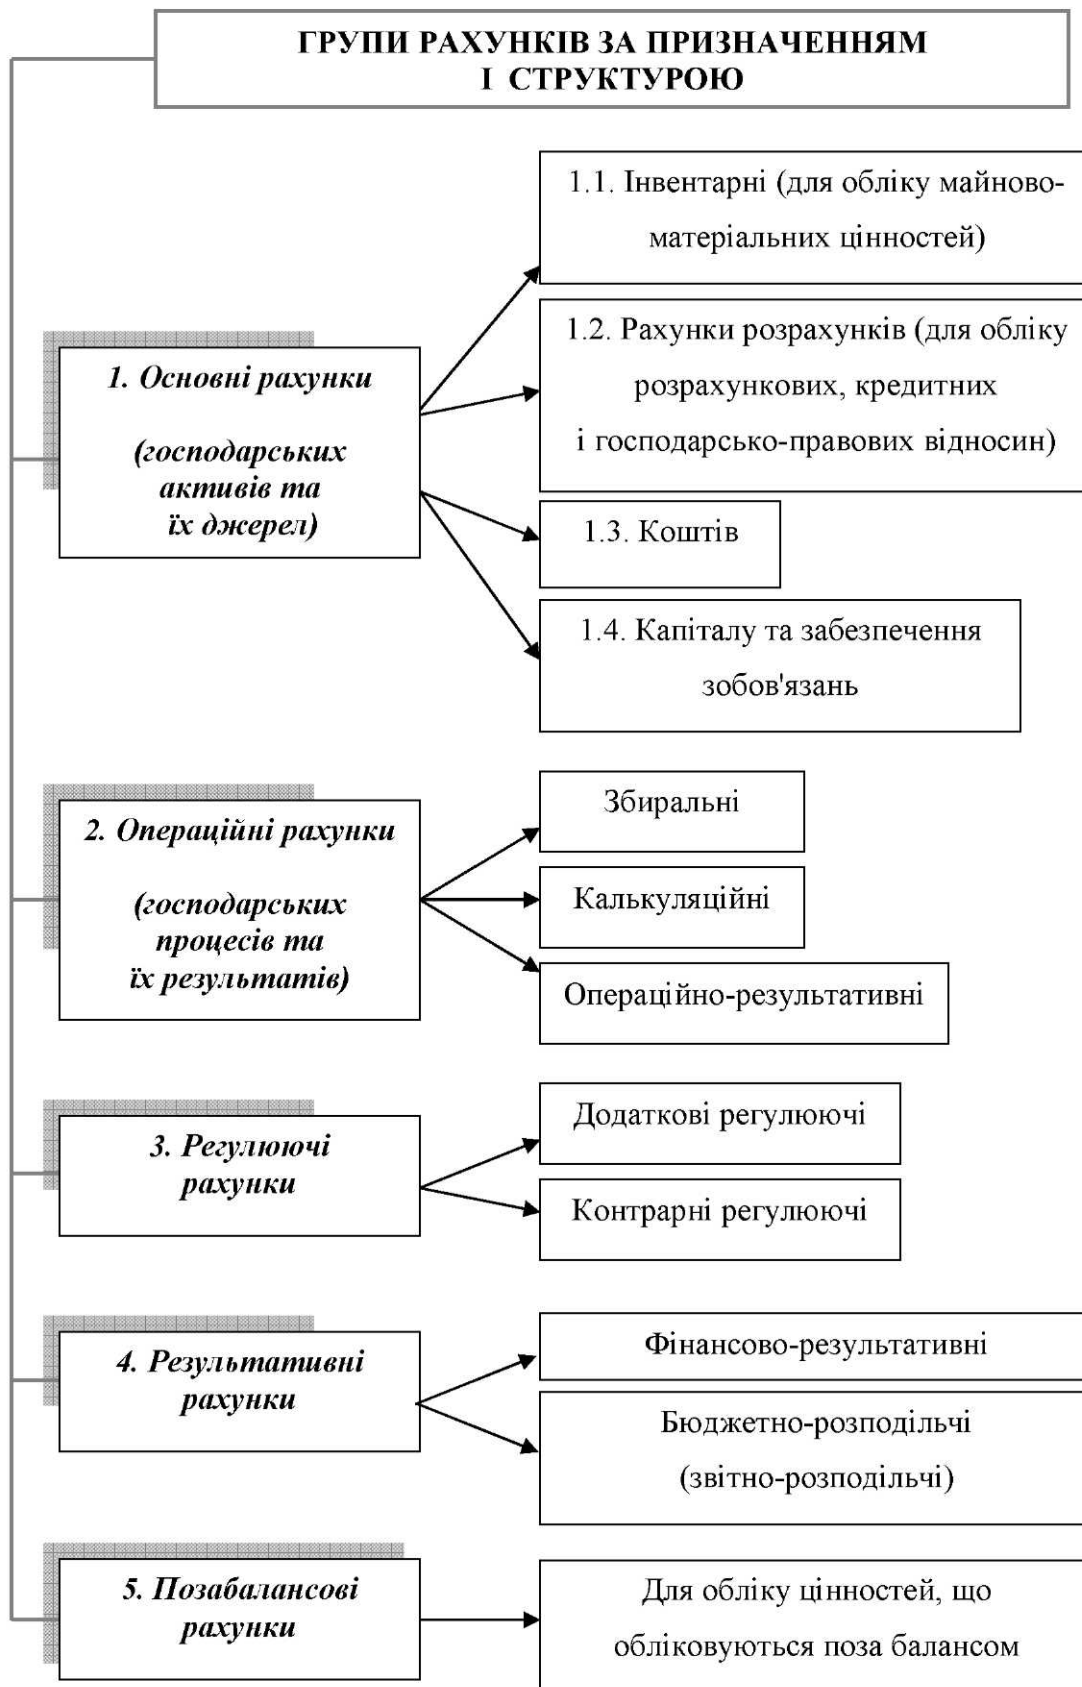 ГРУПИ РАХУНКІВ ЗА ПРИЗНАЧЕННЯМ
І СТРУКТУРОЮ
1. Основні рахунки
(господарських
активів та
їх джерел)
1.1. Інвентарні (для обліку майново-
матеріальних цінностей)
1.2. Рахунки розрахунків (для обліку
розрахункових, кредитних
і господарсько-правових відносин)
1.3. Коштів
1.4. Капіталу та забезпечення
зобов'язань
2. Операційні рахунки
(господарських
процесів та
їх результатів)
Збиральні
Калькуляційні
Операційно-результативні
3. Регулюючі
рахунки
Додаткові регулюючі
Контрарні регулюючі
4. Результативні
рахунки
Фінансово-результативні
Бюджетно-розподільчі
(звітно-розподільчі)
5. Позабалансові
рахунки
Для обліку цінностей, що
обліковуються поза балансом